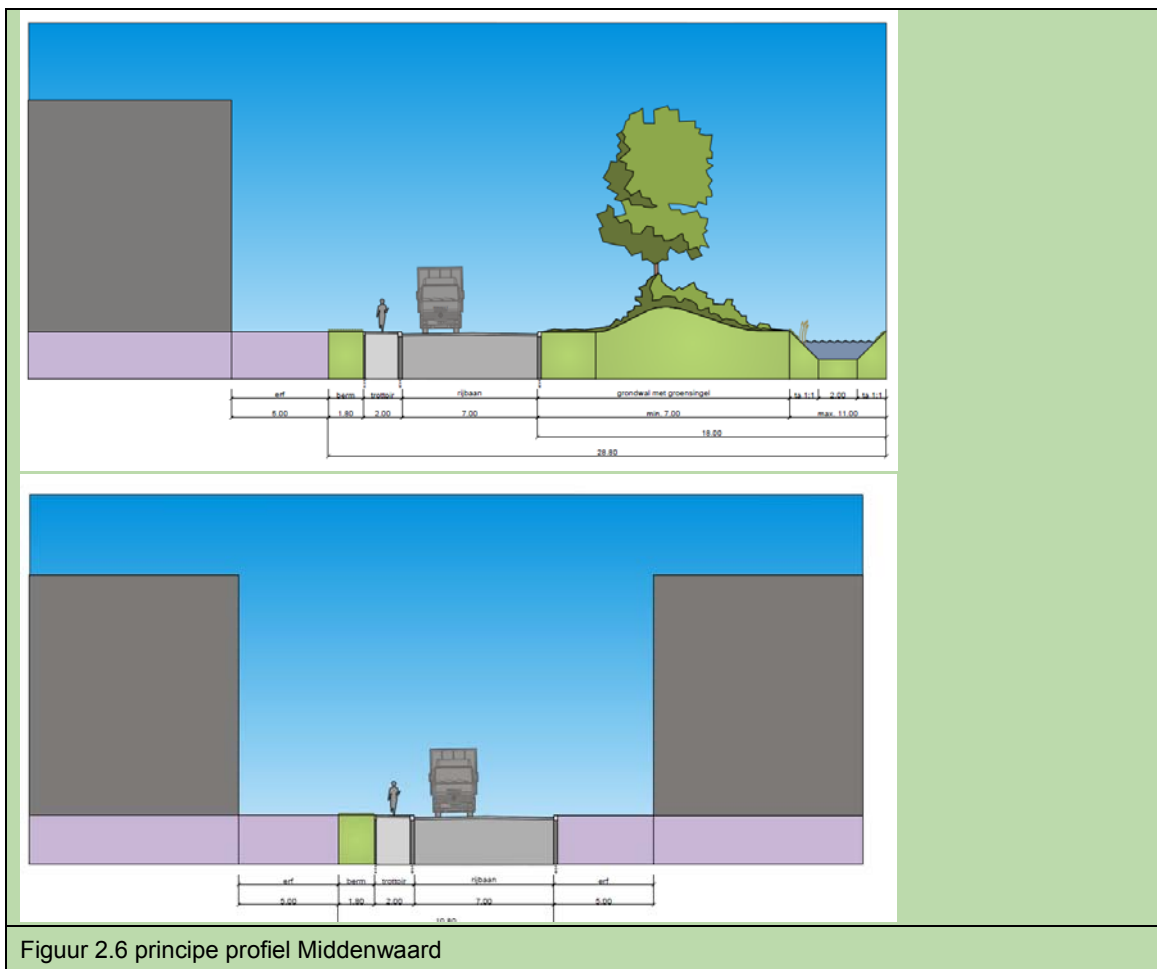 erf berm trottoir rijbaan grondwal met groensingel ta 1:1 2.00 ta 1:1
5.00 1.80 2.00 7.00 min. 7.00 max. 11.00
18.00
28.80
erf berm trottoir rijbaan erf
5.00 1.80 2.00 7.00 5.00
10.80
Figuur 2.6 principe profiel Middenwaard